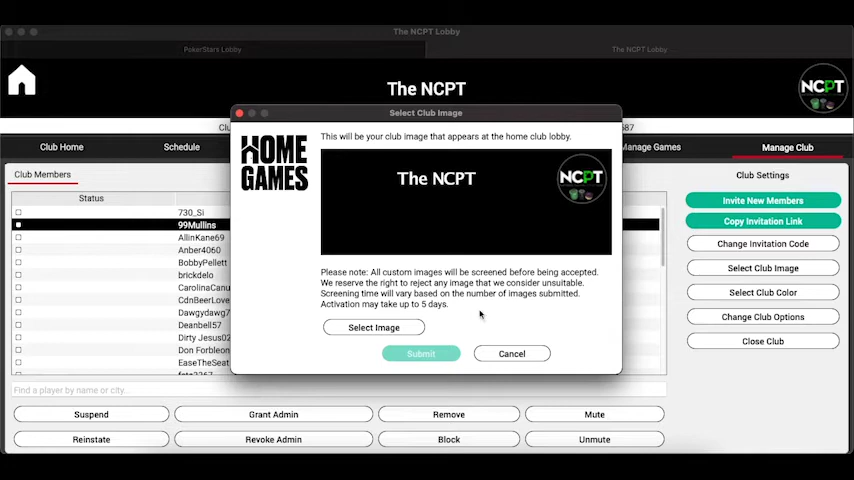 The NCPT Lobby
PokerStars Lobby
The NCPT Lobby
The NCPT
NCPT
Select Club Image
Club Home
Schedule
Manage Games
Manage Club
HOME
GAMES
This will be your club image that appears at the home club lobby.
The NCPT
NCPT
Please note: All custom images will be screened before being accepted.
We reserve the right to reject any image that we consider unsuitable.
Screening time will vary based on the number of images submitted.
Activation may take up to 5 days.
Select Image
Submit
Cancel
Club Members
Status
730_Si
99Mullins
AllinKane69
Anber4060
BobbyPellett
brickdelo
Dirty Jesus02
Don Forbleon
Find a player by name or city...
Suspend
Grant Admin
Remove
Mute
Reinstate
Revoke Admin
Block
Unmute
Club Settings
Invite New Members
Copy Invitation Link
Change Invitation Code
Select Club Image
Select Club Color
Change Club Options
Close Club